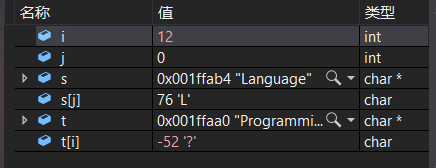 名称 值 类型
i 12 int
j 0 int
s 0x001ffab4 "Language" char *
s[j] 76 'L' char
t 0x001ffaa0 "Programmi... char *
t[i] -52 '?' char